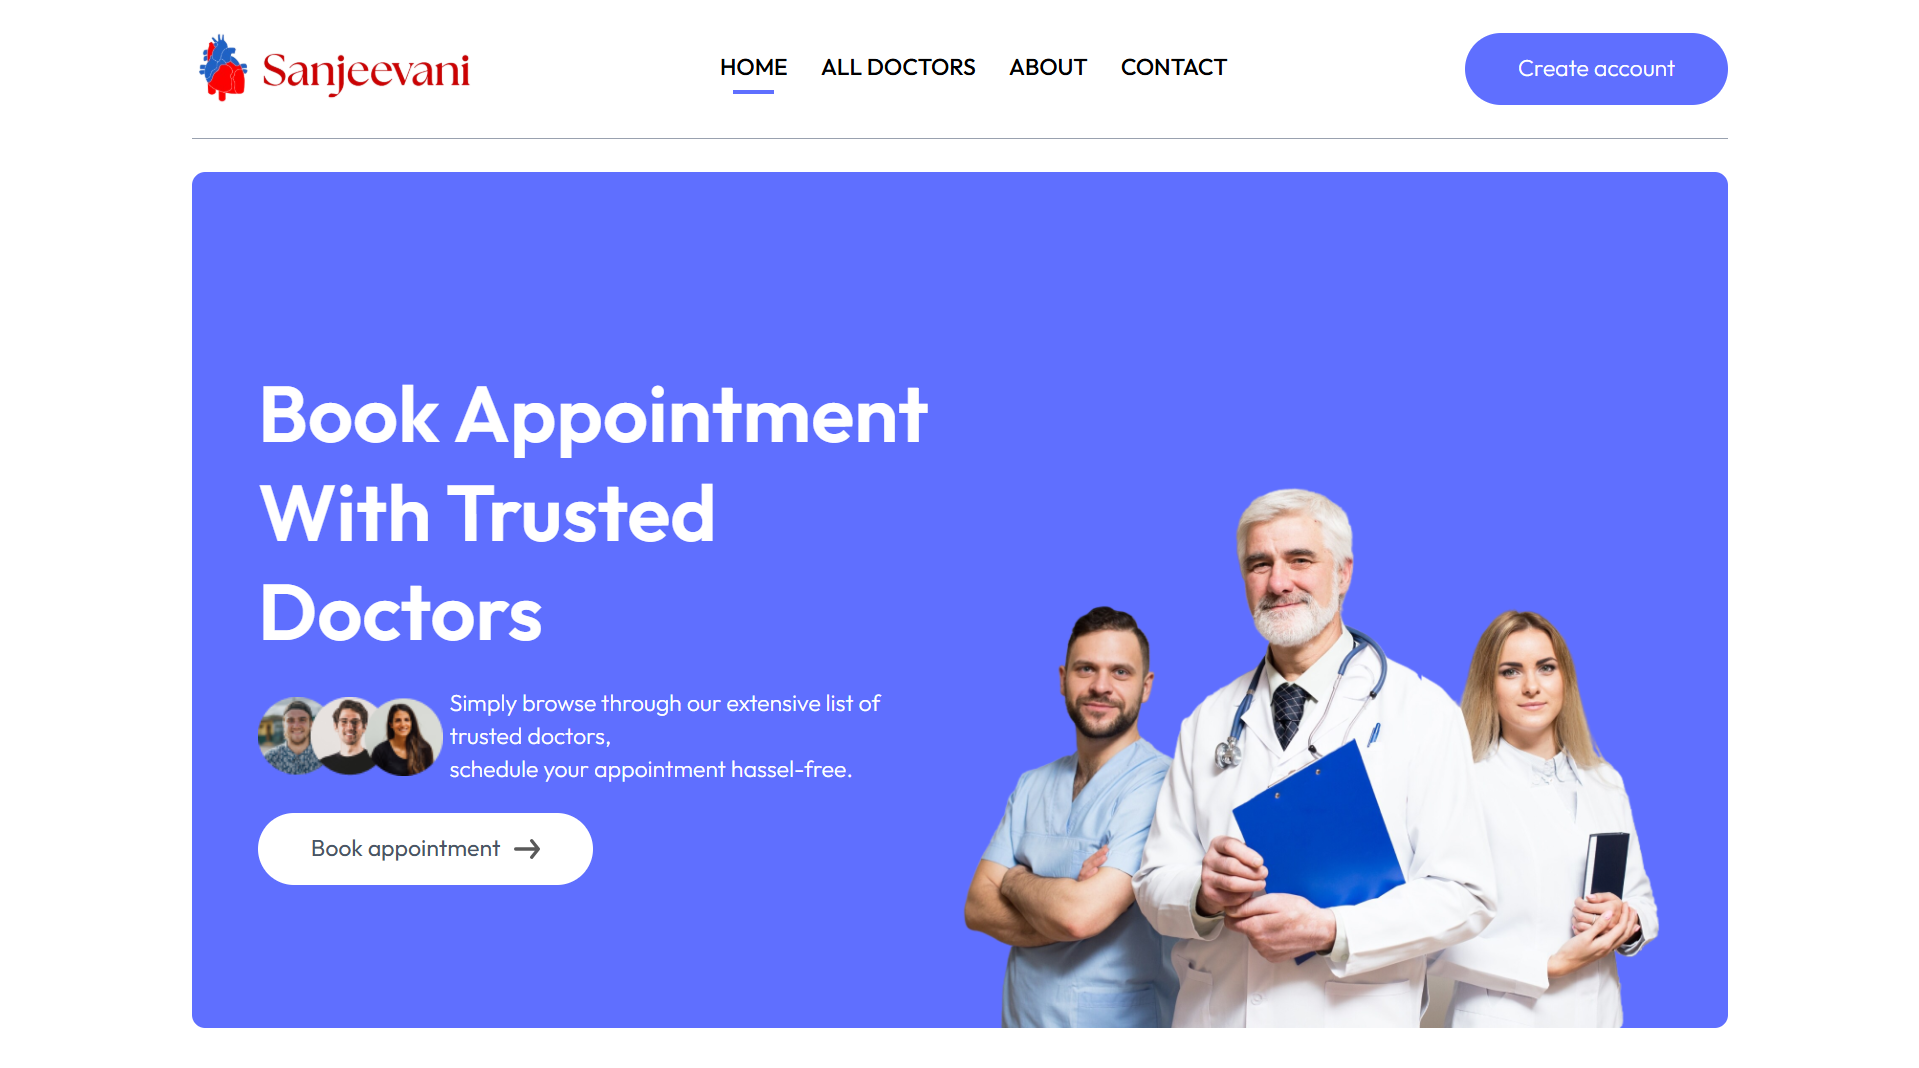 Sanjeevani
HOME
ALL DOCTORS
ABOUT
CONTACT
Create account
Book Appointment
With Trusted
Doctors
Simply browse through our extensive list of
trusted doctors,
schedule your appointment hassel-free.
Book appointment